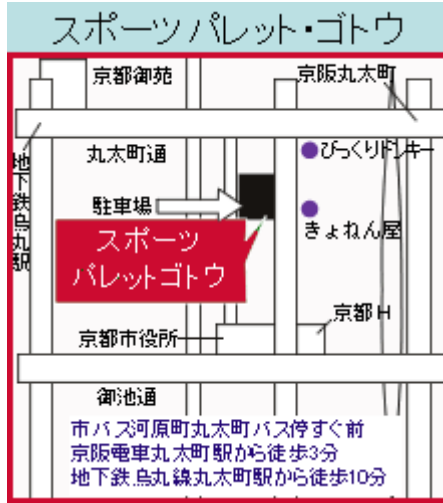 スポーツパレット・ゴトウ
京都御苑
京阪丸太町
丸太町通
びっくりドンキー
地下鉄烏丸駅
駐車場
きょねん屋
スポーツ
パレットゴトウ
京都H
京都市役所
御池通
市バス河原町丸太町バス停すぐ前
京阪電車丸太町駅から徒歩3分
地下鉄烏丸線丸太町駅から徒歩10分